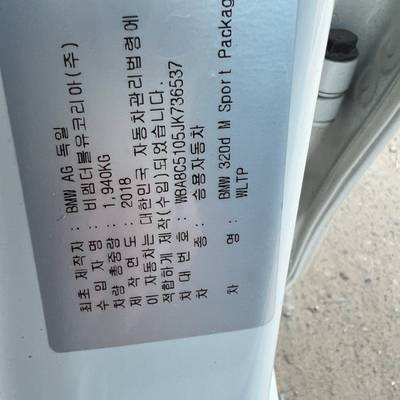 최초 제작자 : BMW AG 독일
수 입 자 명 : 비엠더블유코리아(주)
차량 총중량 : 1,940KG
제 작 연 도 : 2018
이 자동차는 대한민국 자동차관리법령에
적합하게 제작(수입)되었습니다.
차 대 번 호 : WBA8C5105JK736537
차 종 : 승용자동차
차 명 : BMW 320d M Sport Package
WLTP